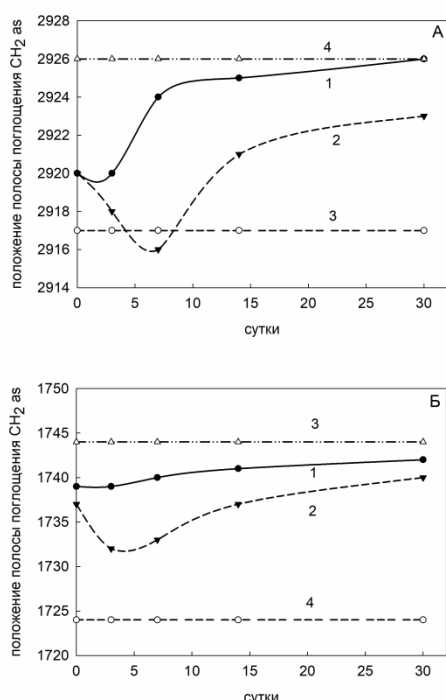 А
2928
2926
2924
2922
2920
2918
2916
2914
положение полосы поглощения CH₂ as
4
1
2
3
0 5 10 15 20 25 30
сутки
Б
1750
1745
1740
1735
1730
1725
1720
положение полосы поглощения CH₂ as
3
1
2
4
0 5 10 15 20 25 30
сутки